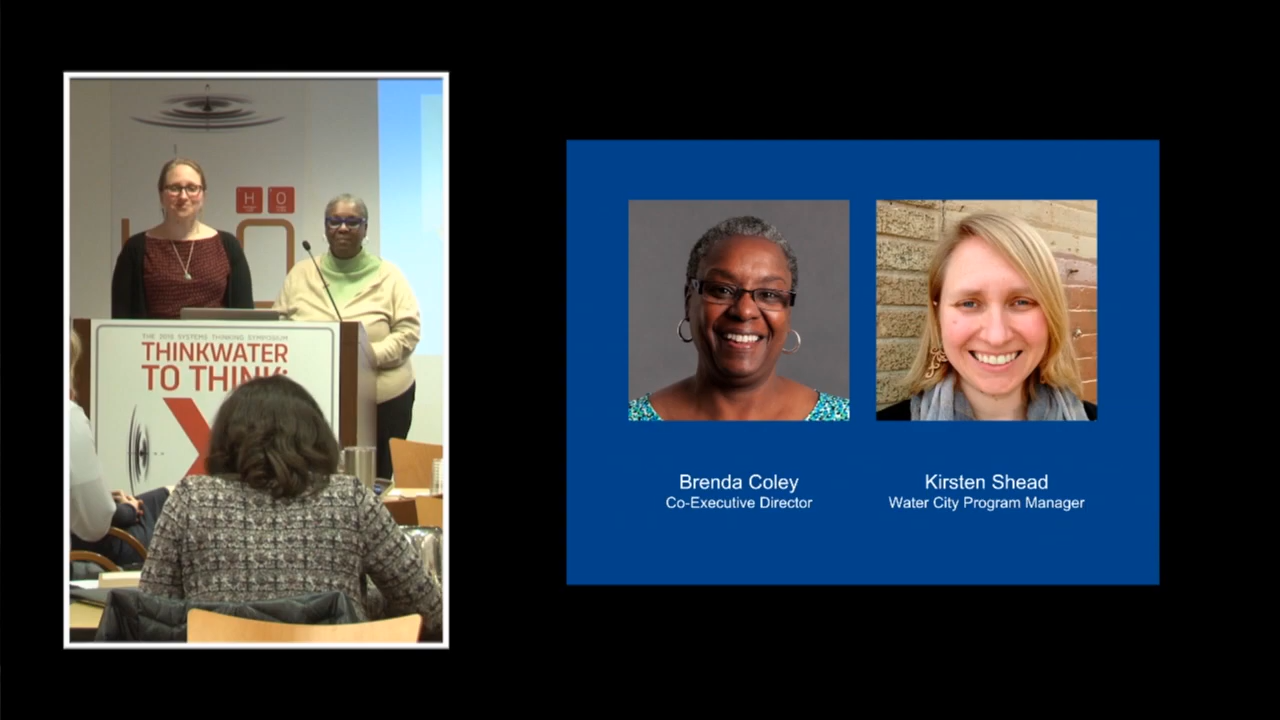 H O
THE 2018 SYSTEMS THINKING SYMPOSIUM
THINKWATER
TO THINK
Brenda Coley
Co-Executive Director
Kirsten Shead
Water City Program Manager